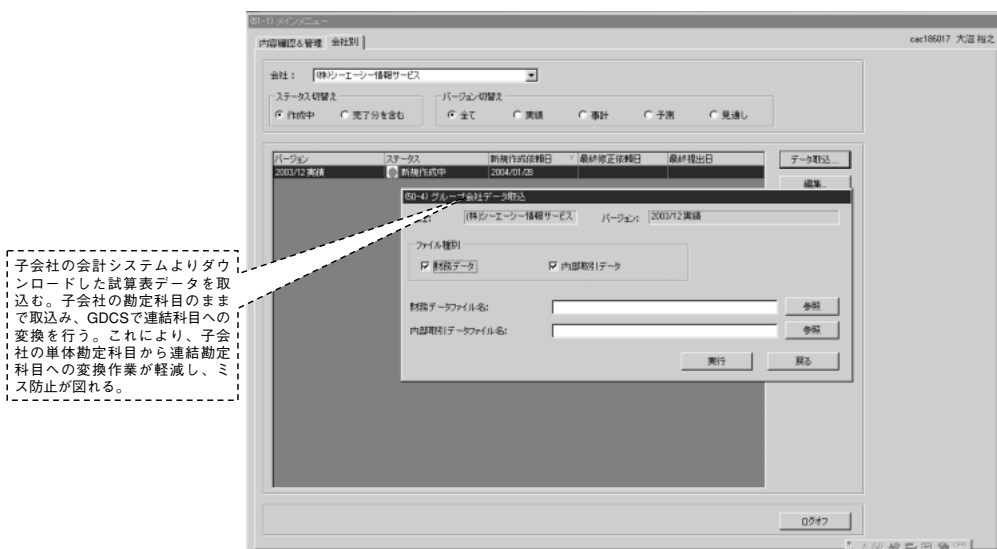 (S1-1) メインメニュー
内容確認&管理 会社別
cac186017 大沼 裕之
会社： (株)シーエーシー情報サービス
ステータス切替え
作成中 完了分を含む
バージョン切替え
全て 実績 事計 予測 見通し
バージョン ステータス 新規作成依頼日 最終修正依頼日 最終提出日
2003/12 実績 新規作成中 2004/01/28
データ取込...
編集...
(S0-4) グループ会社データ取込
(株)シーエーシー情報サービス バージョン： 2003/12 実績
ファイル種別
財務データ 内部取引データ
財務データファイル名： 参照
内部取引データファイル名： 参照
実行 戻る
子会社の会計システムよりダウ
ンロードした試算表データを取
込む。子会社の勘定科目のまま
で取込み、GDCSで連結科目への
変換を行う。これにより、子会
社の単体勘定科目から連結勘定
科目への変換作業が軽減し、ミ
ス防止が図れる。
ログオフ